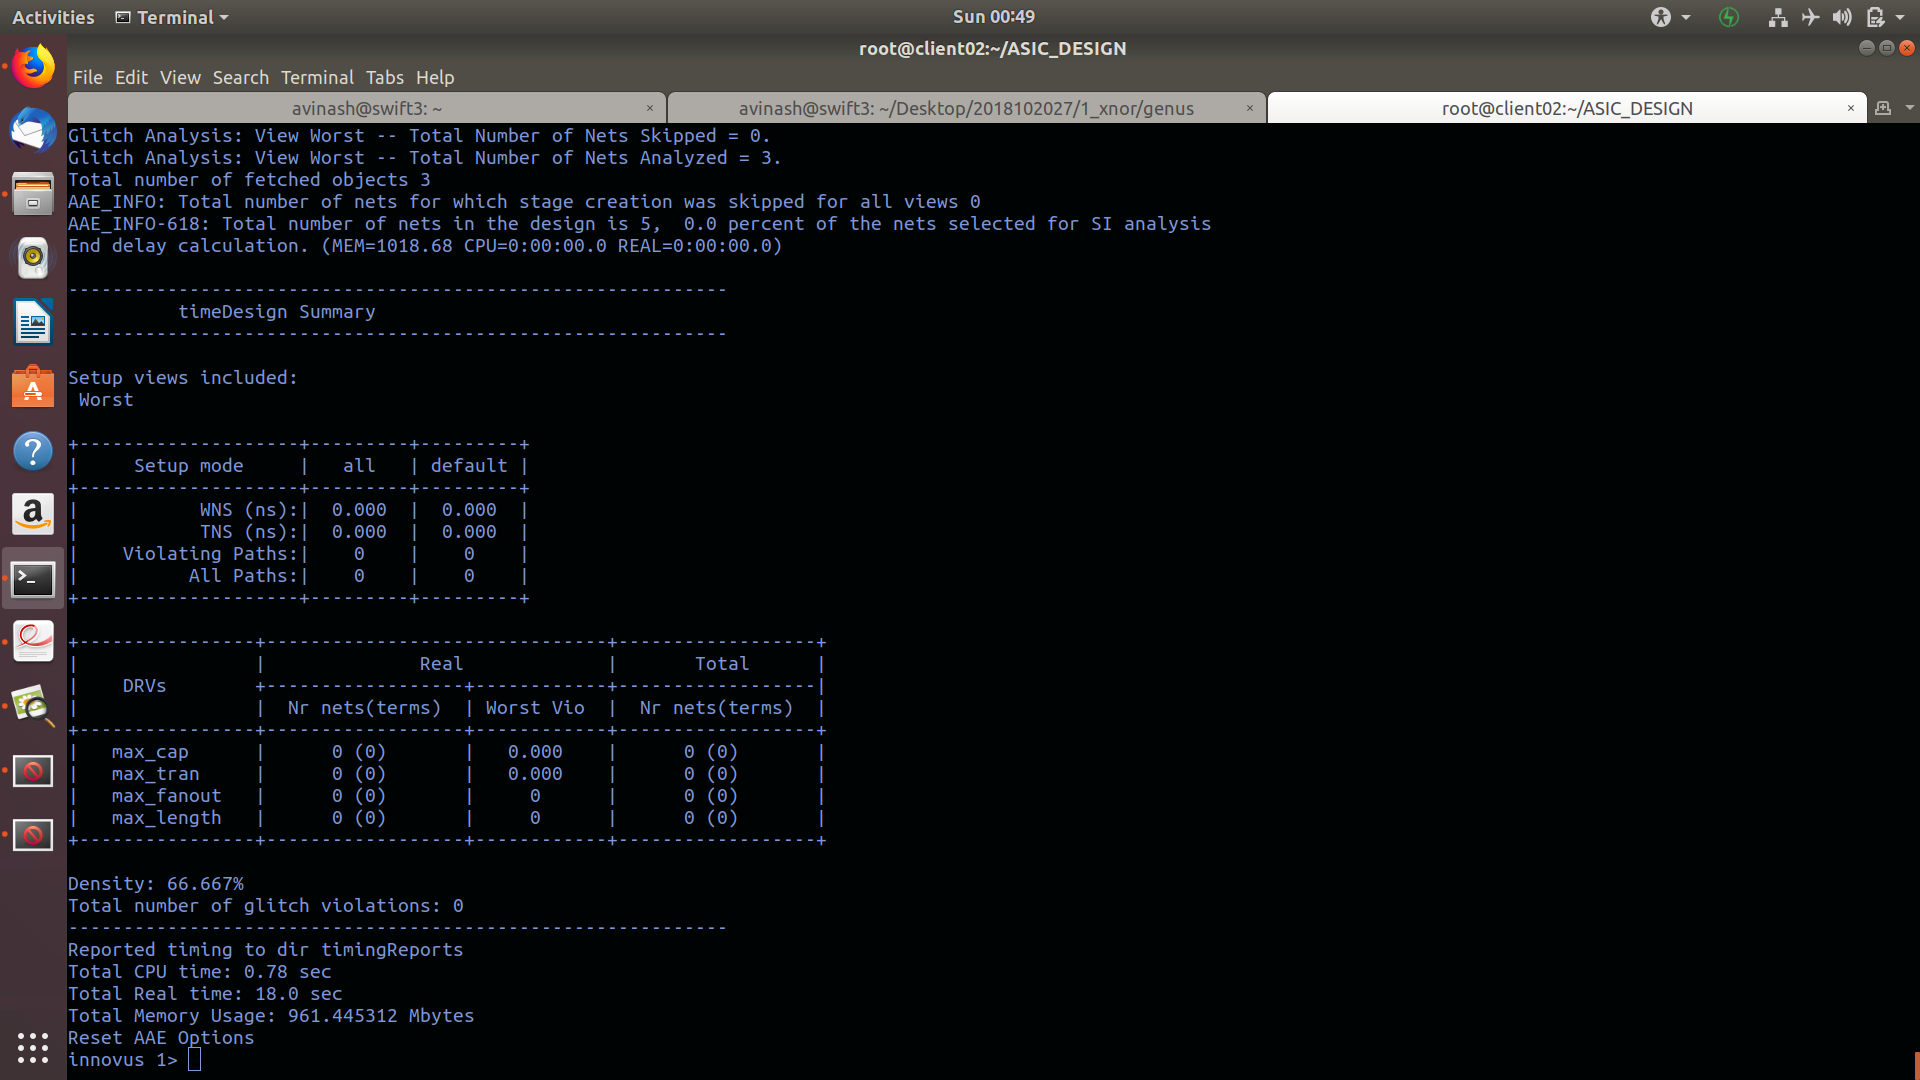 Activities Terminal Sun 00:49
root@client02:~/ASIC_DESIGN
File Edit View Search Terminal Tabs Help
avinash@swift3: ~ × avinash@swift3: ~/Desktop/2018102027/1_xnor/genus × root@client02:~/ASIC_DESIGN ×
Glitch Analysis: View Worst -- Total Number of Nets Skipped = 0.
Glitch Analysis: View Worst -- Total Number of Nets Analyzed = 3.
Total number of fetched objects 3
AAE_INFO: Total number of nets for which stage creation was skipped for all views 0
AAE_INFO-618: Total number of nets in the design is 5,  0.0 percent of the nets selected for SI analysis
End delay calculation. (MEM=1018.68 CPU=0:00:00.0 REAL=0:00:00.0)
------------------------------------------------------------
          timeDesign Summary
------------------------------------------------------------
Setup views included:
 Worst
+--------------------+---------+---------+
|     Setup mode     |   all   | default |
+--------------------+---------+---------+
|           WNS (ns):|  0.000  |  0.000  |
|           TNS (ns):|  0.000  |  0.000  |
|    Violating Paths:|    0    |    0    |
|          All Paths:|    0    |    0    |
+--------------------+---------+---------+
+----------------+-------------------------------+------------------+
|                |              Real             |       Total      |
|    DRVs        +------------------+------------+------------------|
|                |  Nr nets(terms)  | Worst Vio  |  Nr nets(terms)  |
+----------------+------------------+------------+------------------+
|   max_cap      |      0 (0)       |   0.000    |      0 (0)       |
|   max_tran     |      0 (0)       |   0.000    |      0 (0)       |
|   max_fanout   |      0 (0)       |     0      |      0 (0)       |
|   max_length   |      0 (0)       |     0      |      0 (0)       |
+----------------+------------------+------------+------------------+
Density: 66.667%
Total number of glitch violations: 0
------------------------------------------------------------
Reported timing to dir timingReports
Total CPU time: 0.78 sec
Total Real time: 18.0 sec
Total Memory Usage: 961.445312 Mbytes
Reset AAE Options
innovus 1>